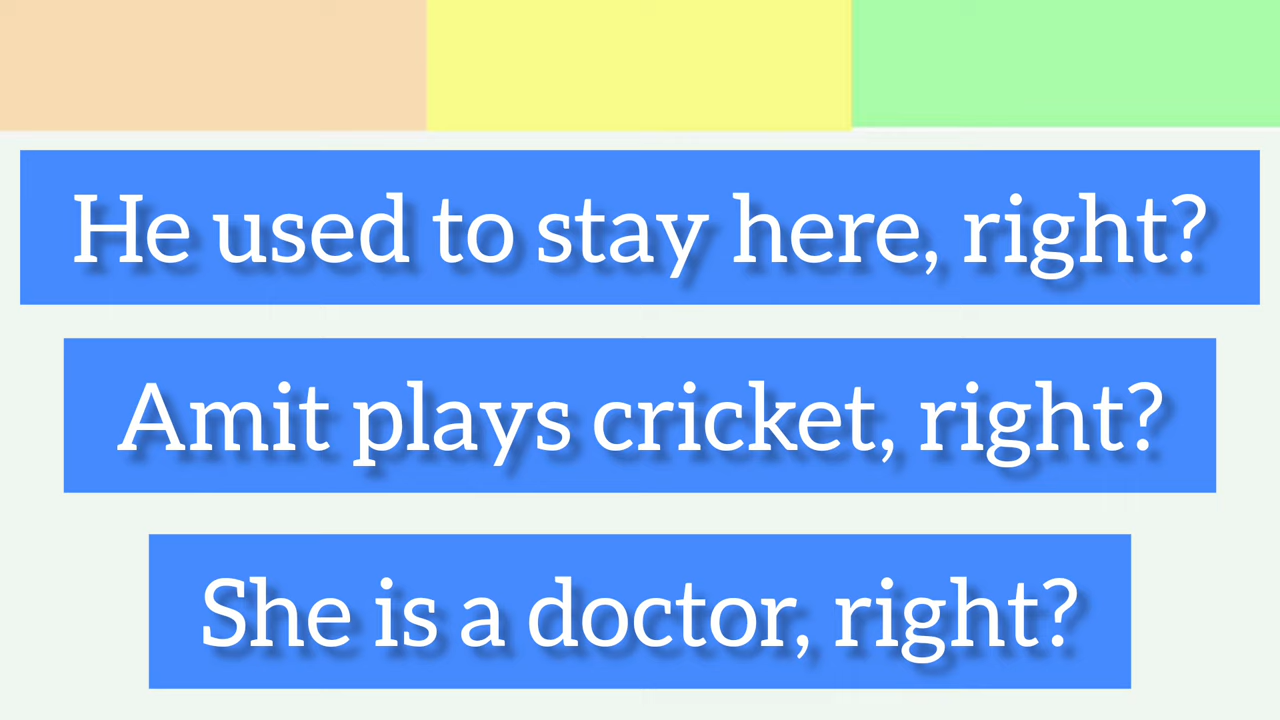 He used to stay here, right?
Amit plays cricket, right?
She is a doctor, right?